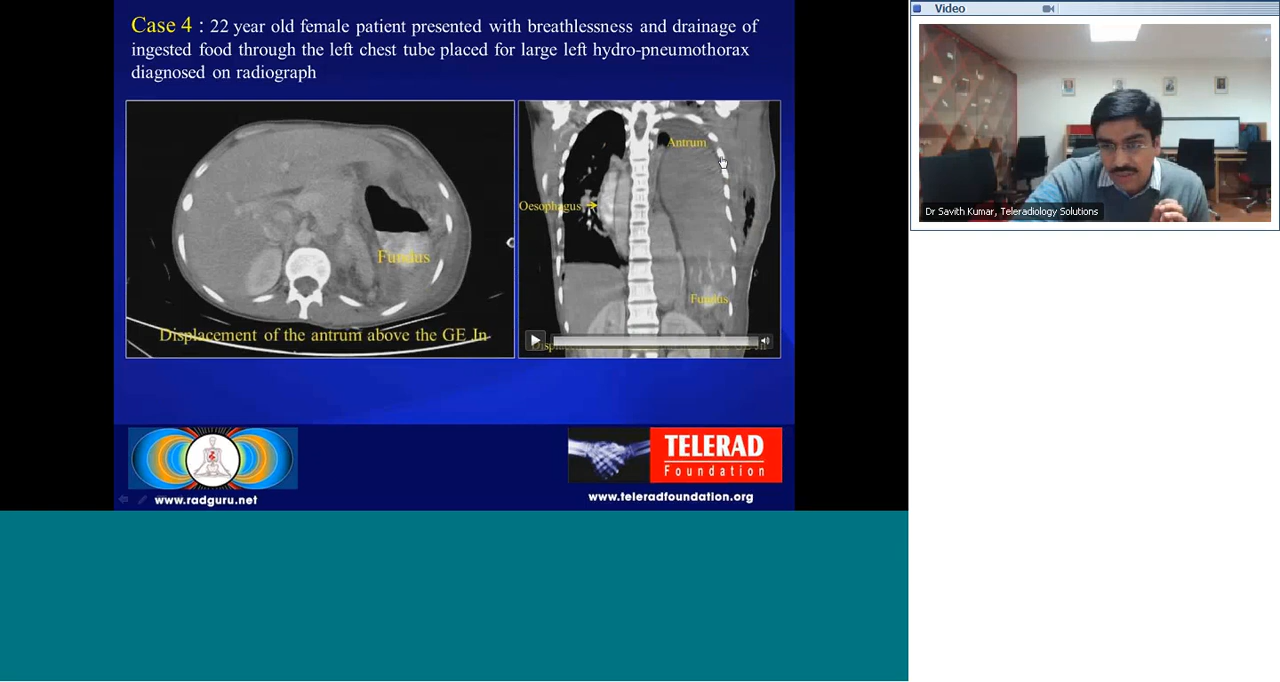 Case 4 : 22 year old female patient presented with breathlessness and drainage of
ingested food through the left chest tube placed for large left hydro-pneumothorax
diagnosed on radiograph
Fundus
Displacement of the antrum above the GE Jn
Antrum
Oesophagus
Fundus
www.radguru.net
TELERAD
Foundation
www.teleradfoundation.org
Video
Dr Savith Kumar, Teleradiology Solutions